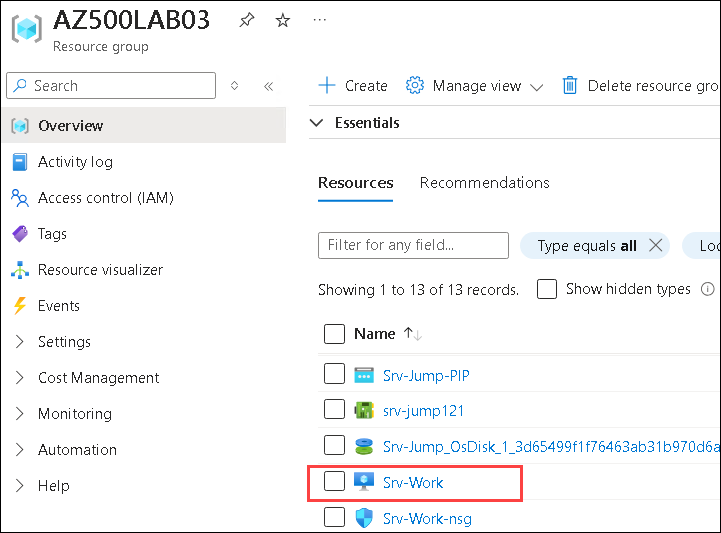 AZ500LAB03
Resource group
Search
Create Manage view Delete resource gro
Essentials
Overview
Activity log
Access control (IAM)
Tags
Resource visualizer
Events
Settings
Cost Management
Monitoring
Automation
Help
Resources Recommendations
Filter for any field... Type equals all Loc
Showing 1 to 13 of 13 records. Show hidden types
Name
Srv-Jump-PIP
srv-jump121
Srv-Jump_OsDisk_1_3d65499f1f76463ab31b970d6a
Srv-Work
Srv-Work-nsg